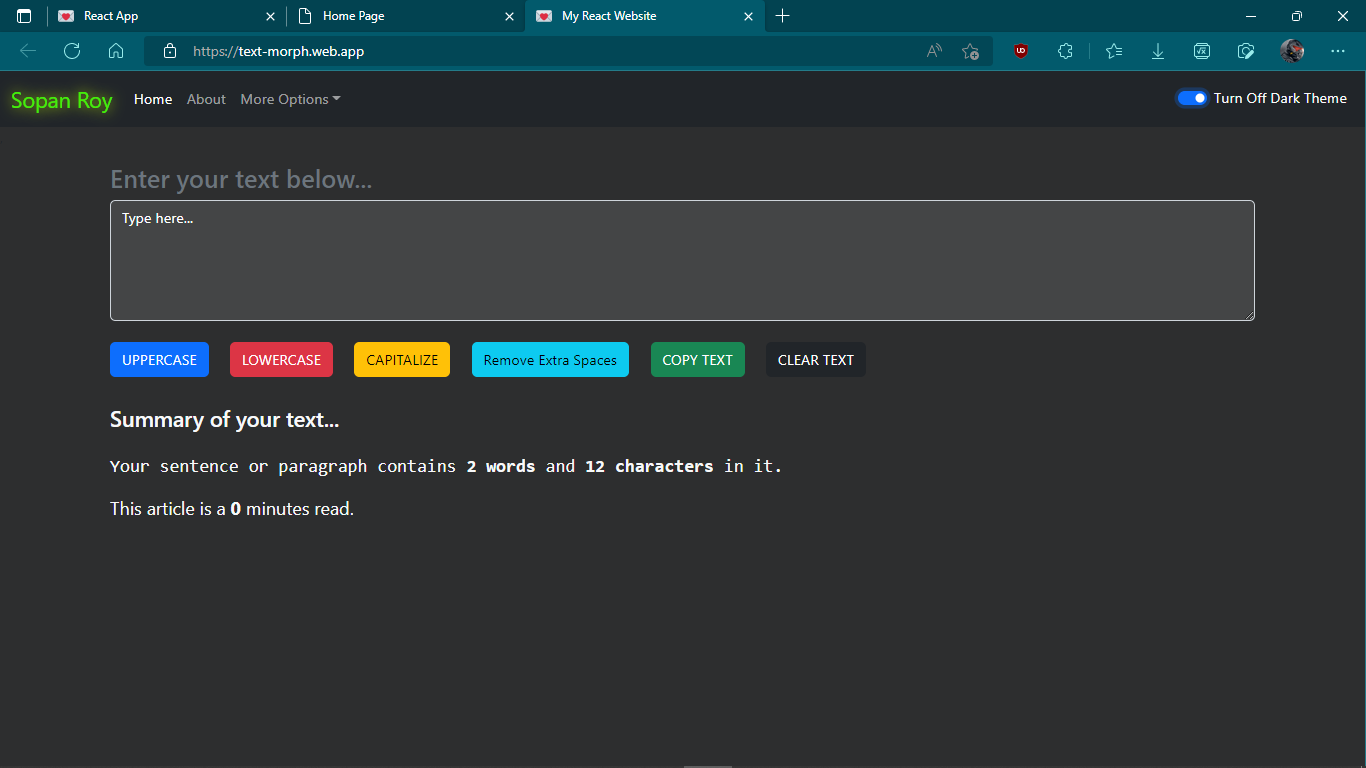 React App
Home Page
My React Website
https://text-morph.web.app
Sopan Roy Home About More Options Turn Off Dark Theme
Enter your text below...
Type here...
UPPERCASE LOWERCASE CAPITALIZE Remove Extra Spaces COPY TEXT CLEAR TEXT
Summary of your text...
Your sentence or paragraph contains 2 words and 12 characters in it.
This article is a 0 minutes read.